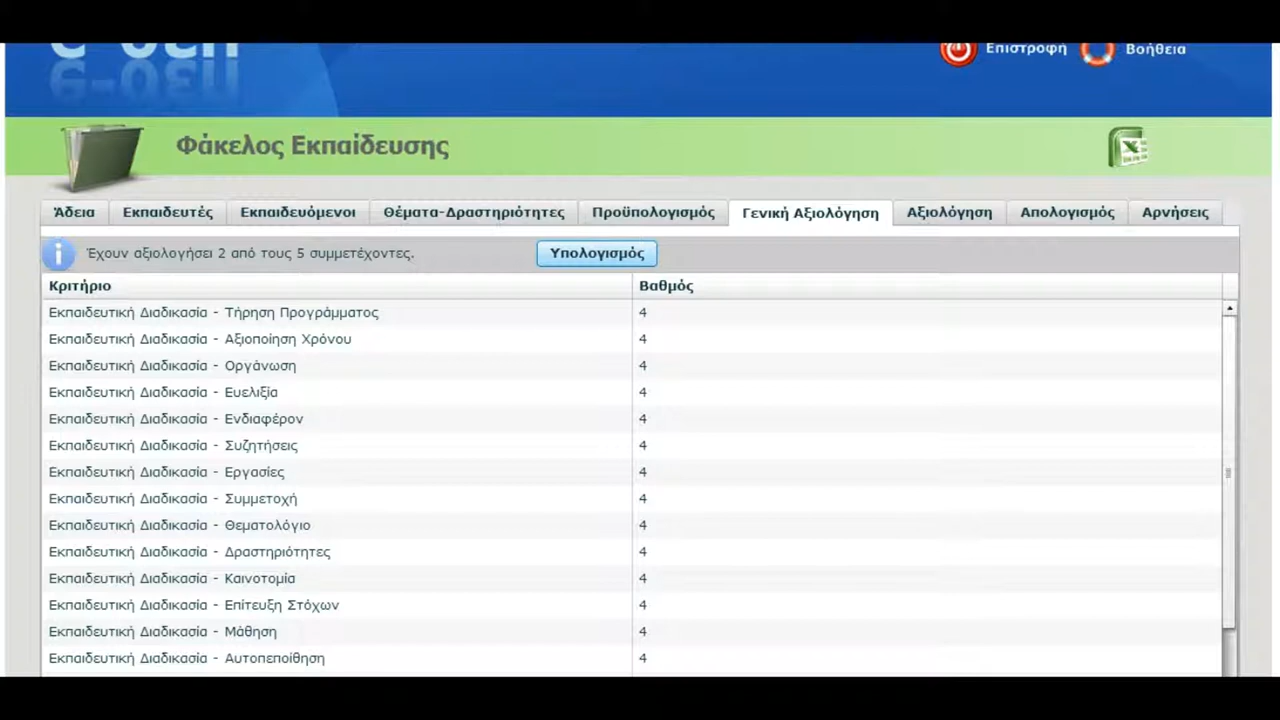 Επιστροφή Βοήθεια
Φάκελος Εκπαίδευσης
Άδεια Εκπαιδευτές Εκπαιδευόμενοι Θέματα-Δραστηριότητες Προϋπολογισμός Γενική Αξιολόγηση Αξιολόγηση Απολογισμός Αρνήσεις
Έχουν αξιολογήσει 2 από τους 5 συμμετέχοντες. Υπολογισμός
Κριτήριο Βαθμός
Εκπαιδευτική Διαδικασία - Τήρηση Προγράμματος 4
Εκπαιδευτική Διαδικασία - Αξιοποίηση Χρόνου 4
Εκπαιδευτική Διαδικασία - Οργάνωση 4
Εκπαιδευτική Διαδικασία - Ευελιξία 4
Εκπαιδευτική Διαδικασία - Ενδιαφέρον 4
Εκπαιδευτική Διαδικασία - Συζητήσεις 4
Εκπαιδευτική Διαδικασία - Εργασίες 4
Εκπαιδευτική Διαδικασία - Συμμετοχή 4
Εκπαιδευτική Διαδικασία - Θεματολόγιο 4
Εκπαιδευτική Διαδικασία - Δραστηριότητες 4
Εκπαιδευτική Διαδικασία - Καινοτομία 4
Εκπαιδευτική Διαδικασία - Επίτευξη Στόχων 4
Εκπαιδευτική Διαδικασία - Μάθηση 4
Εκπαιδευτική Διαδικασία - Αυτοπεποίθηση 4